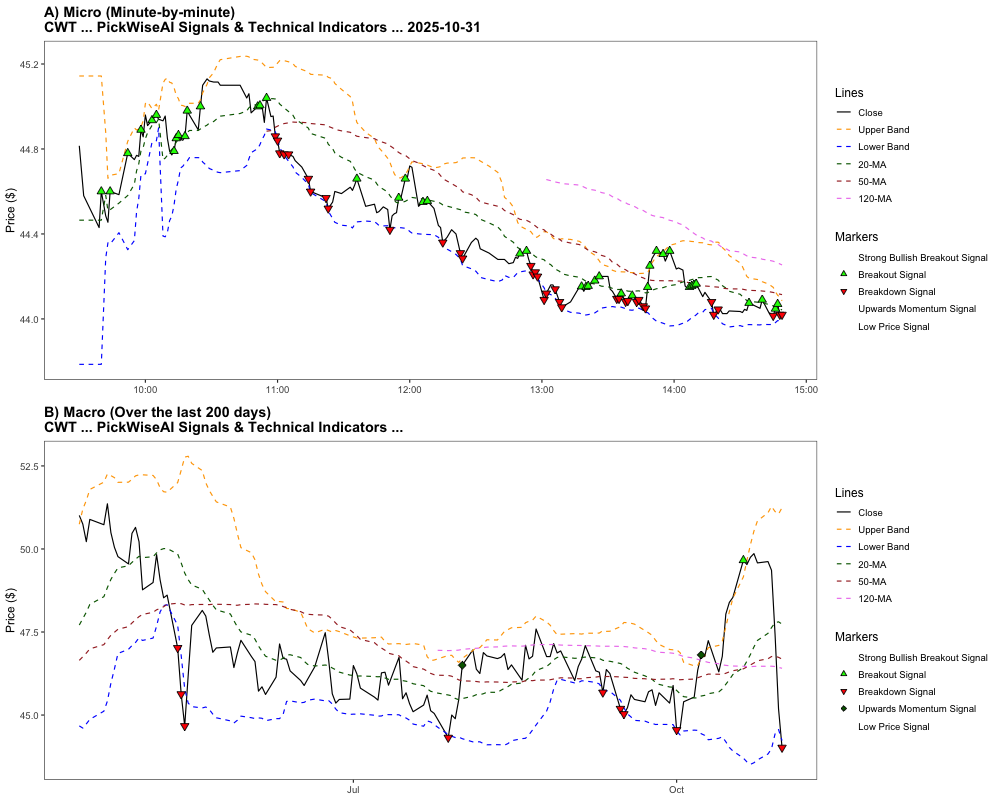 A) Micro (Minute-by-minute)
CWT ... PickWiseAI Signals & Technical Indicators ... 2025-10-31
Price ($)
45.2
44.8
44.4
44.0
10:00
11:00
12:00
13:00
14:00
15:00
Lines
Close
Upper Band
Lower Band
20-MA
50-MA
120-MA
Markers
Strong Bullish Breakout Signal
Breakout Signal
Breakdown Signal
Upwards Momentum Signal
Low Price Signal
B) Macro (Over the last 200 days)
CWT ... PickWiseAI Signals & Technical Indicators ...
Price ($)
52.5
50.0
47.5
45.0
Jul
Oct
Lines
Close
Upper Band
Lower Band
20-MA
50-MA
120-MA
Markers
Strong Bullish Breakout Signal
Breakout Signal
Breakdown Signal
Upwards Momentum Signal
Low Price Signal